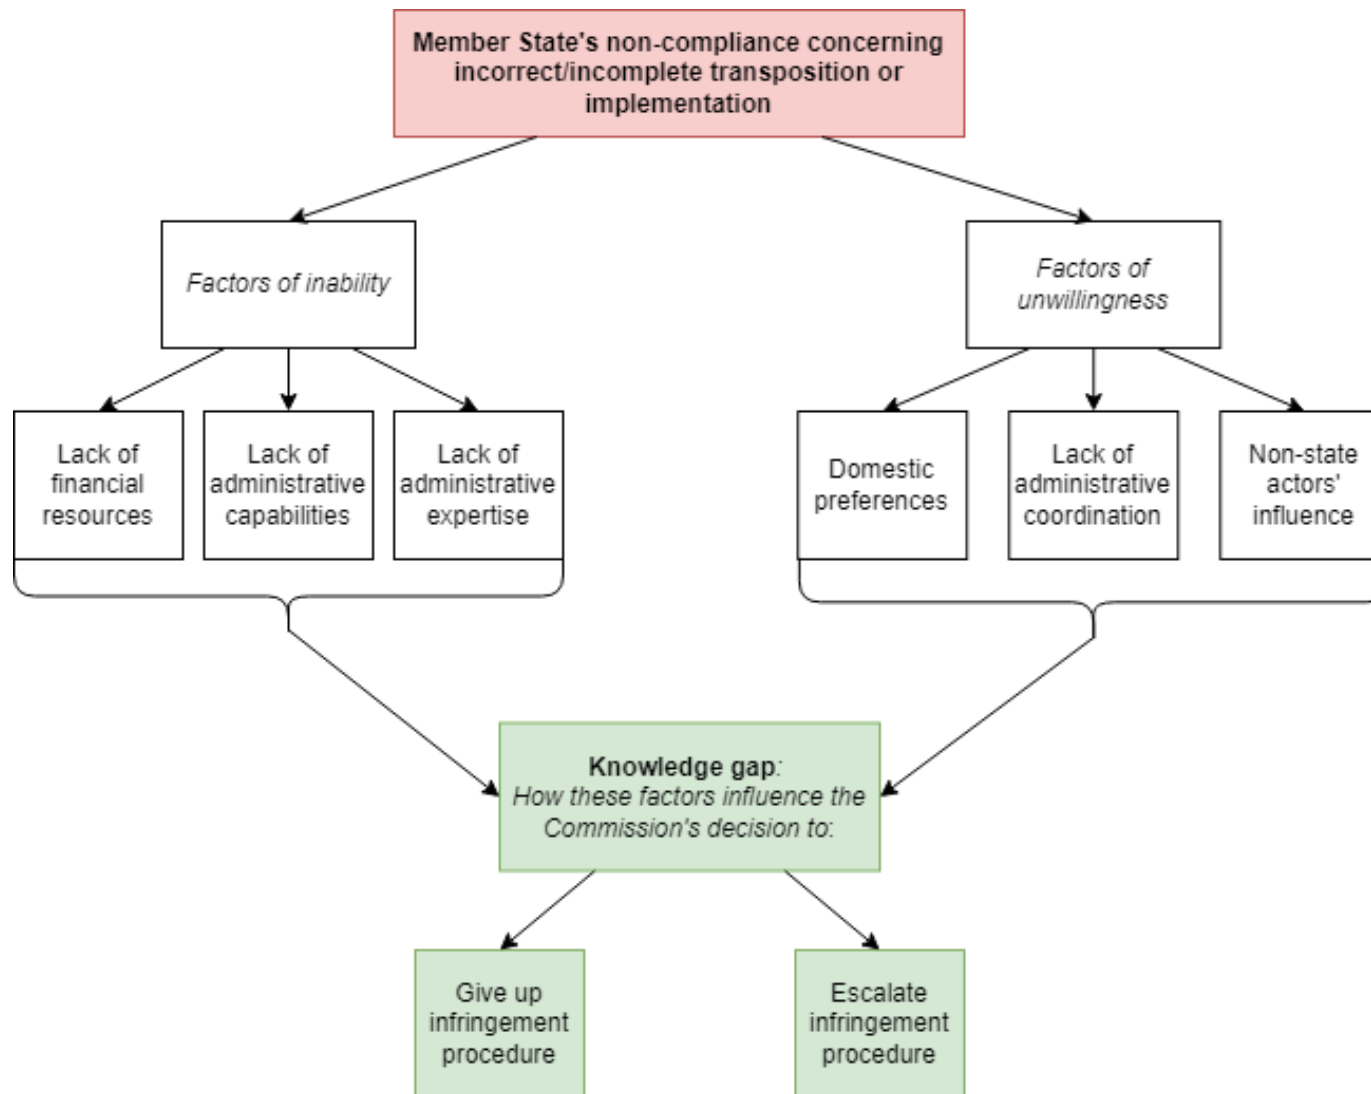 Member State's non-compliance concerning
incorrect/incomplete transposition or
implementation
Factors of inability
Factors of
unwillingness
Lack of
financial
resources
Lack of
administrative
capabilities
Lack of
administrative
expertise
Domestic
preferences
Lack of
administrative
coordination
Non-state
actors'
influence
Knowledge gap:
How these factors influence the
Commission's decision to:
Give up
infringement
procedure
Escalate
infringement
procedure